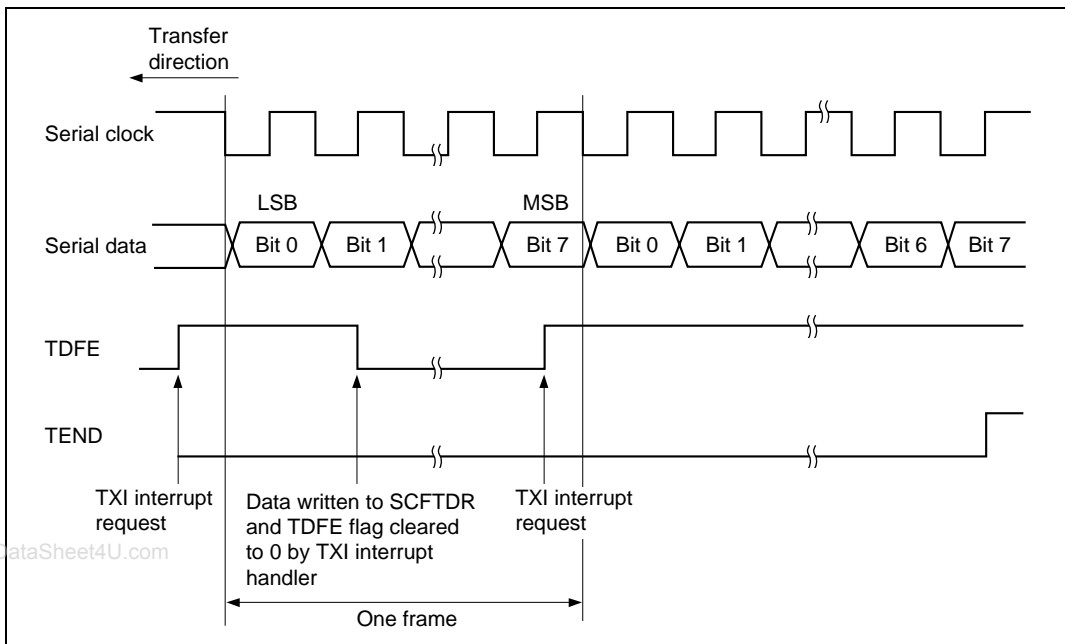 Transfer
direction
Serial clock
LSB
MSB
Serial data
Bit 0
Bit 1
Bit 7
Bit 0
Bit 1
Bit 6
Bit 7
TDFE
TEND
TXI interrupt
request
Data written to SCFTDR
and TDFE flag cleared
to 0 by TXI interrupt
handler
TXI interrupt
request
DataSheet4U.com
One frame